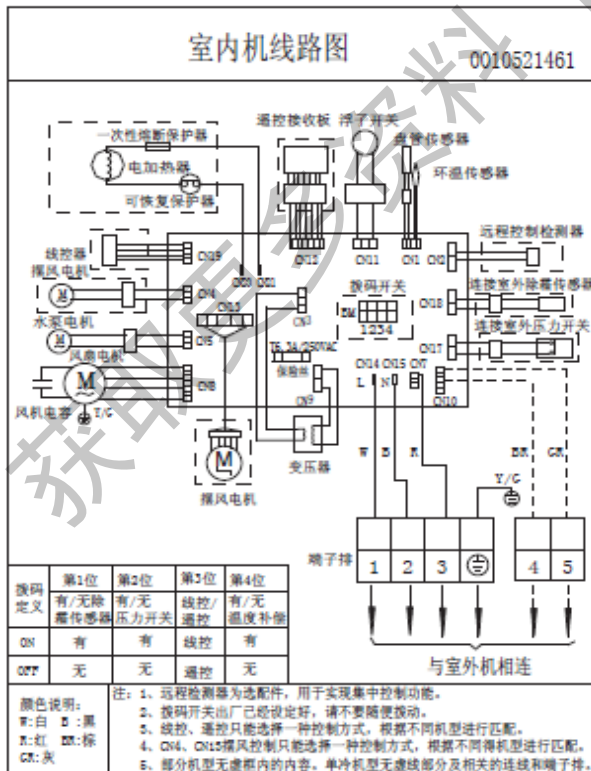 室内机线路图
0010521461
遥控接收板 浮子开关
盘管传感器
环温传感器
一次性熔断保护器
电加热器
可恢复保护器
线控器
摆风电机
水泵电机
风扇电机
风机电容
Y/G
CN19
CN4
CN5
CN8
CN13
CN12
CN11
CN1
CN2
CN3
CN18
CN17
CN14 CN15 CN7
CN10
CN9
L N
拨码开关
BM
1234
T6.3A/250VAC
保险丝
变压器
摆风电机
M
M
M
M
远程控制检测器
连接室外除霜传感器
连接室外压力开关
W B R
BR GR
Y/G
端子排
1 2 3 4 5
与室外机相连
拨码定义 第1位 第2位 第3位 第4位
有/无除霜传感器 有/无压力开关 线控/遥控 有/无温度补偿
ON 有 有 线控 有
OFF 无 无 遥控 无
颜色说明:
W:白 B:黑
R:红 BR:棕
GR:灰
注:1、远程检测器为选配件,用于实现集中控制功能。
2、拨码开关出厂已经设定好,请不要随便拨动。
3、线控、遥控只能选择一种控制方式,根据不同机型进行匹配。
4、CN4、CN13摆风控制只能选择一种控制方式,根据不同得机型进行匹配。
5、部分机型无虚框内的内容。单冷机型无虚线部分及相关的连线和端子排。
获取更多资料